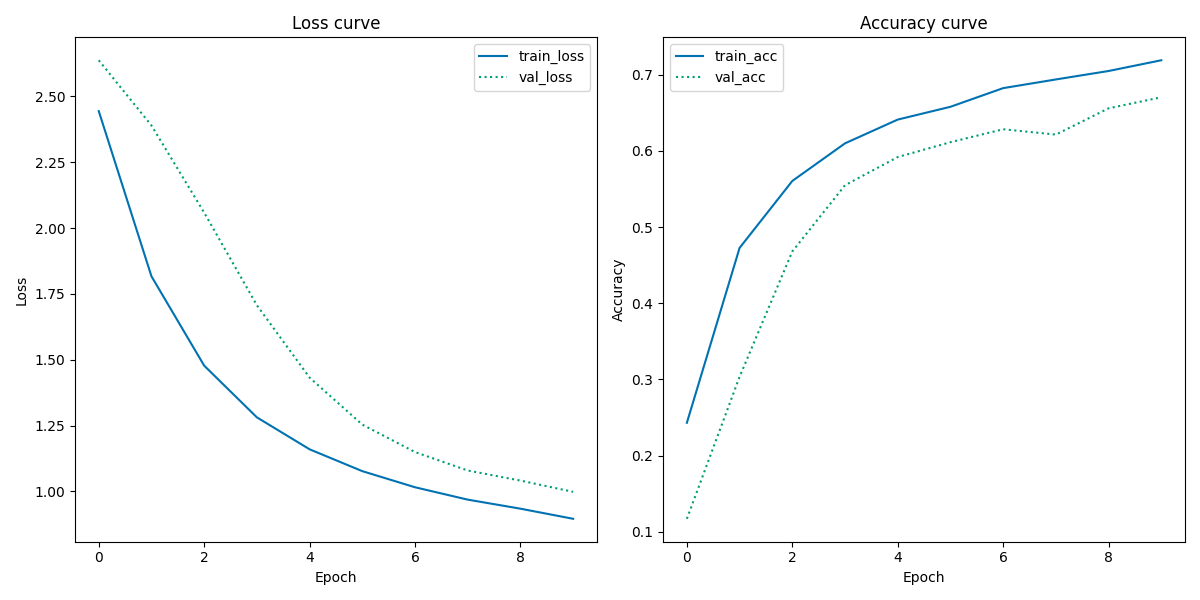 Loss curve
train_loss
val_loss
2.50
2.25
2.00
1.75
1.50
1.25
1.00
Loss
0 2 4 6 8
Epoch
Accuracy curve
train_acc
val_acc
0.7
0.6
0.5
0.4
0.3
0.2
0.1
Accuracy
0 2 4 6 8
Epoch